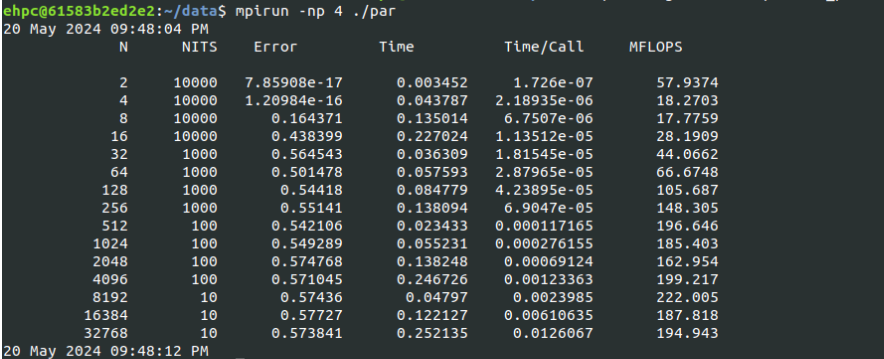 ehpc@61583b2ed2e2:~/data$ mpirun -np 4 ./par
20 May 2024 09:48:04 PM
N NITS Error Time Time/Call MFLOPS
2 10000 7.85908e-17 0.003452 1.726e-07 57.9374
4 10000 1.20984e-16 0.043787 2.18935e-06 18.2703
8 10000 0.164371 0.135014 6.7507e-06 17.7759
16 10000 0.438399 0.227024 1.13512e-05 28.1909
32 1000 0.564543 0.036309 1.81545e-05 44.0662
64 1000 0.501478 0.057593 2.87965e-05 66.6748
128 1000 0.54418 0.084779 4.23895e-05 105.687
256 1000 0.55141 0.138094 6.9047e-05 148.305
512 100 0.542106 0.023433 0.000117165 196.646
1024 100 0.549289 0.055231 0.000276155 185.403
2048 100 0.574768 0.138248 0.00069124 162.954
4096 100 0.571045 0.246726 0.00123363 199.217
8192 10 0.57436 0.04797 0.0023985 222.005
16384 10 0.57727 0.122127 0.00610635 187.818
32768 10 0.573841 0.252135 0.0126067 194.943
20 May 2024 09:48:12 PM